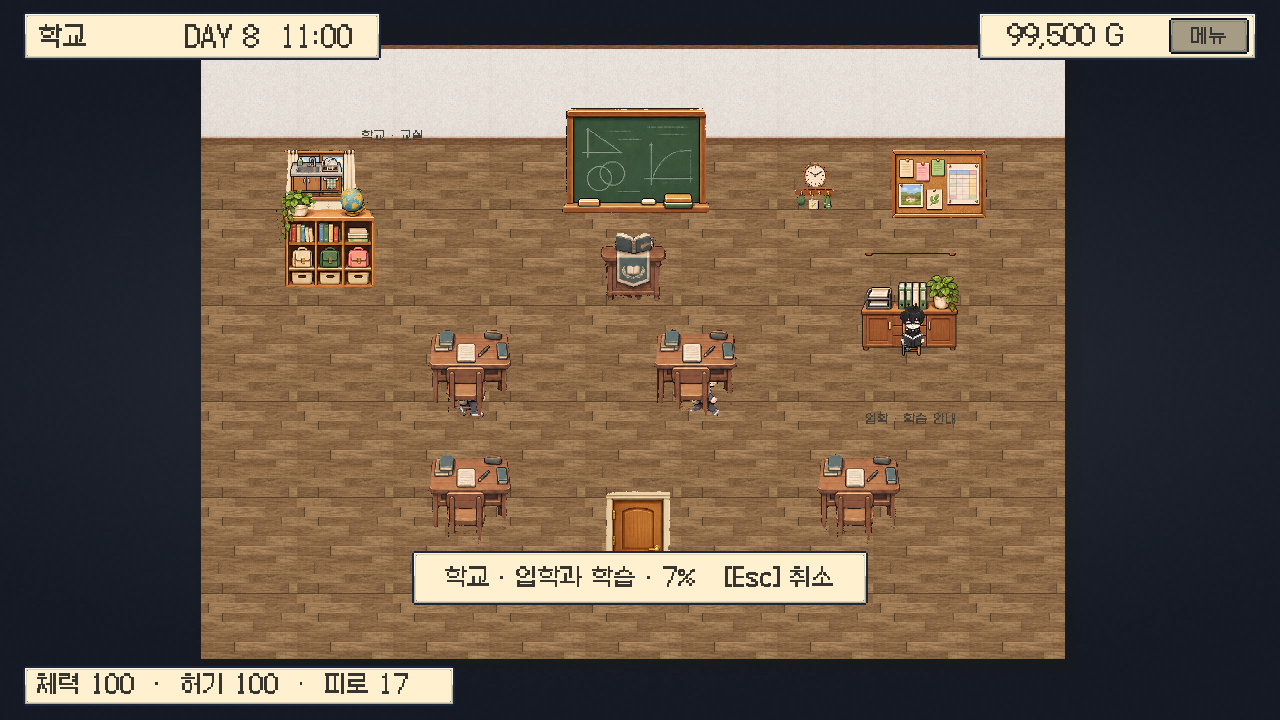 학교 DAY 8 11:00
99,500 G 메뉴
학교 · 교실
입학 · 학습 안내
학교 · 입학과 학습 · 7% [Esc] 취소
체력 100 · 허기 100 · 피로 17